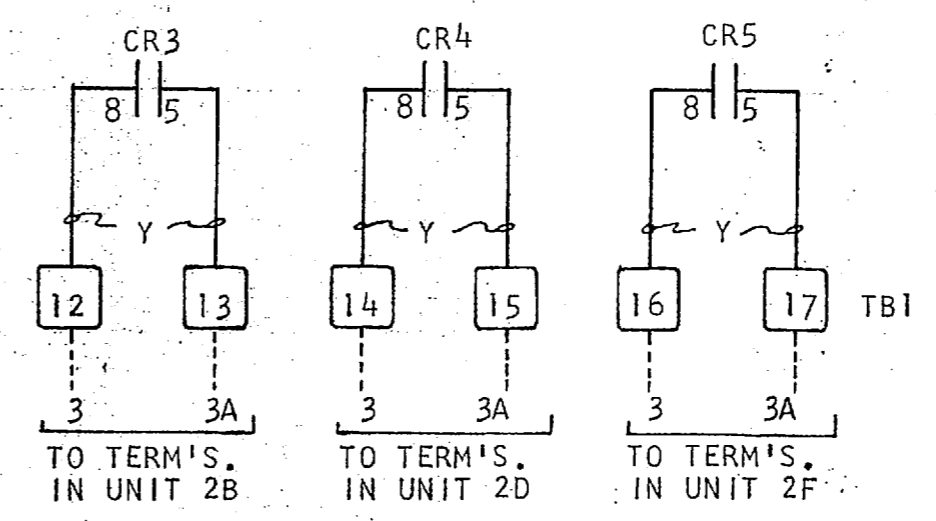 CR3 CR4 CR5
8 5 8 5 8 5
Y Y Y
12 13 14 15 16 17 TB1
3 3A 3 3A 3 3A
TO TERM'S. TO TERM'S. TO TERM'S.
IN UNIT 2B IN UNIT 2D IN UNIT 2F